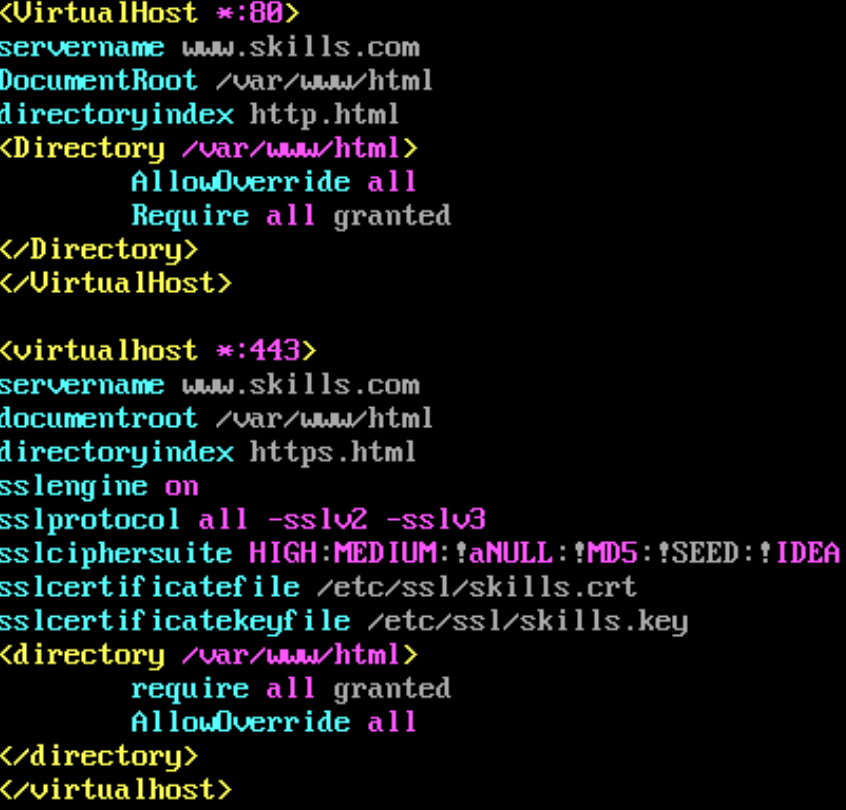 <VirtualHost *:80>
servername www.skills.com
DocumentRoot /var/www/html
directoryindex http.html
<Directory /var/www/html>
        AllowOverride all
        Require all granted
</Directory>
</VirtualHost>

<virtualhost *:443>
servername www.skills.com
documentroot /var/www/html
directoryindex https.html
sslengine on
sslprotocol all -sslv2 -sslv3
sslciphersuite HIGH:MEDIUM:!aNULL:!MD5:!SEED:!IDEA
sslcertificatefile /etc/ssl/skills.crt
sslcertificatekeyfile /etc/ssl/skills.key
<directory /var/www/html>
        require all granted
        AllowOverride all
</directory>
</virtualhost>